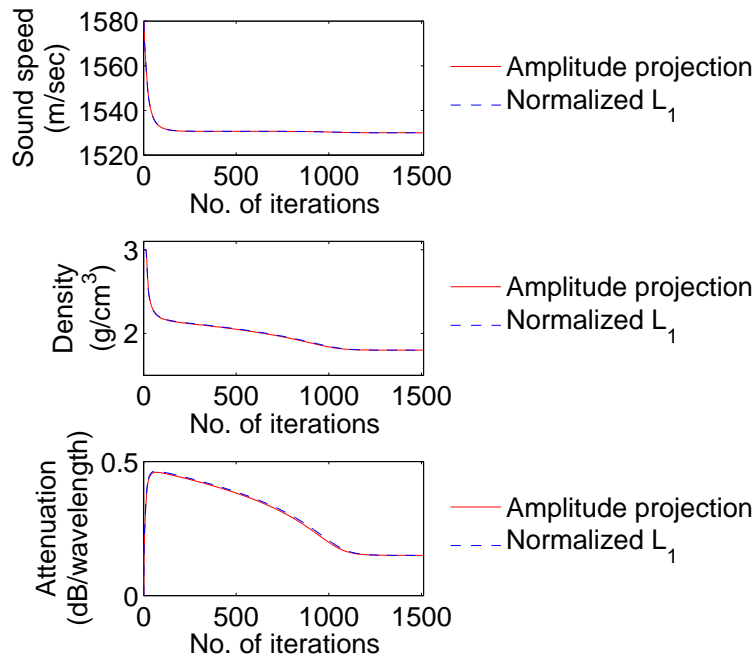 1580
1560
1540
1520
Sound speed
(m/sec)
0 500 1000 1500
No. of iterations
Amplitude projection
Normalized L₁
3
2
Density
(g/cm³)
0 500 1000 1500
No. of iterations
Amplitude projection
Normalized L₁
0.5
0
Attenuation
(dB/wavelength)
0 500 1000 1500
No. of iterations
Amplitude projection
Normalized L₁